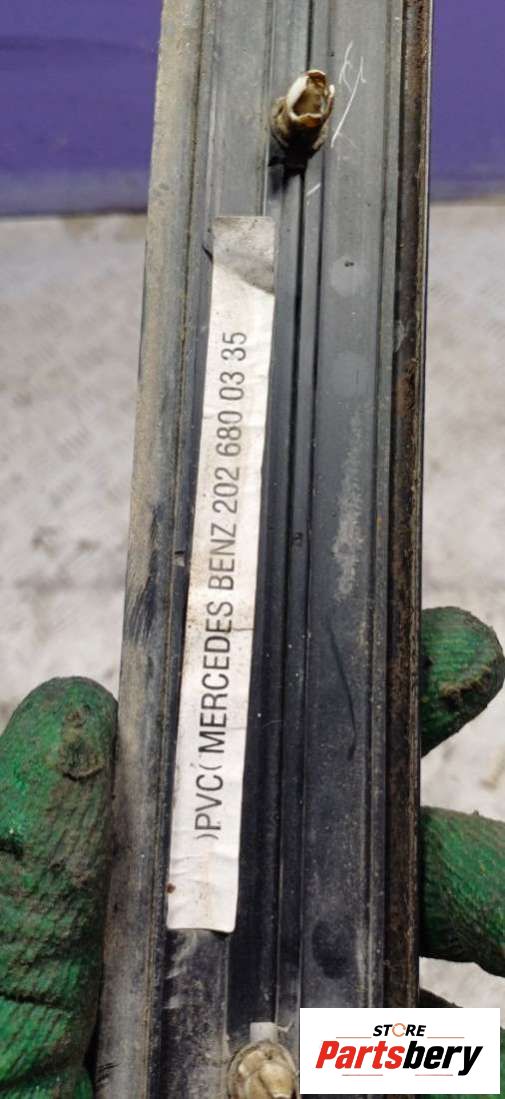 )PVC( MERCEDES BENZ 202 680 03 35
STORE
Partsbery